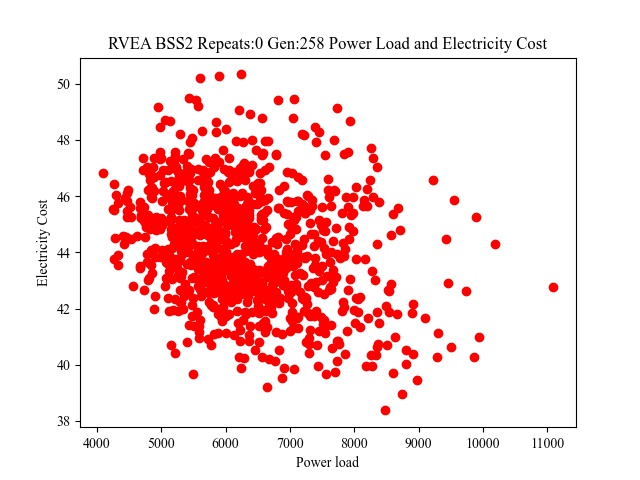 RVEA BSS2 Repeats:0 Gen:258 Power Load and Electricity Cost
50
48
46
44
42
40
38
Electricity Cost
4000 5000 6000 7000 8000 9000 10000 11000
Power load